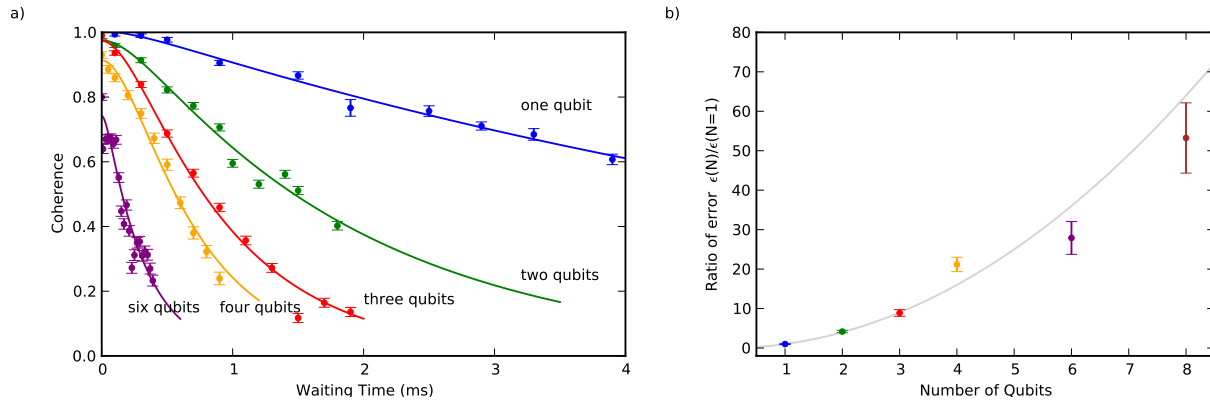 a)
1.0
0.8
0.6
0.4
0.2
0.0
Coherence
one qubit
two qubits
three qubits
four qubits
six qubits
0
1
2
3
4
Waiting Time (ms)
b)
80
70
60
50
40
30
20
10
0
Ratio of error ϵ(N)/ϵ(N=1)
1
2
3
4
5
6
7
8
Number of Qubits